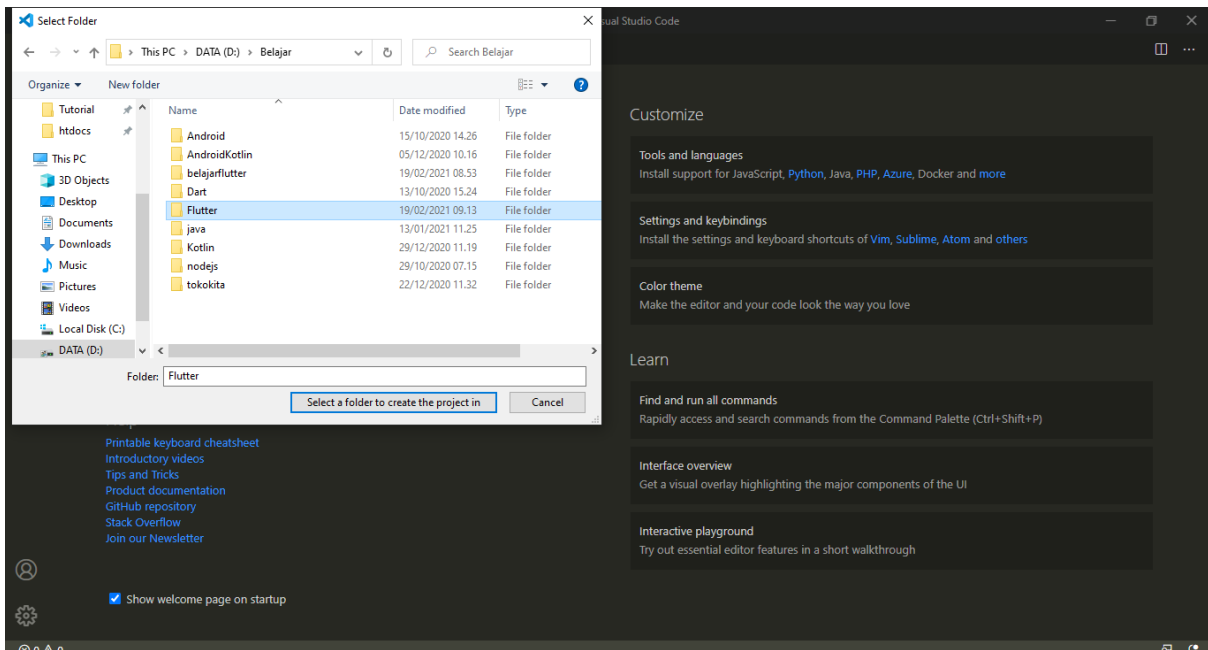 Select Folder
sual Studio Code
This PC > DATA (D:) > Belajar
Search Belajar
Organize
New folder
Tutorial
htdocs
This PC
3D Objects
Desktop
Documents
Downloads
Music
Pictures
Videos
Local Disk (C:)
DATA (D:)
Name Date modified Type
Android 15/10/2020 14.26 File folder
AndroidKotlin 05/12/2020 10.16 File folder
belajarflutter 19/02/2021 08.53 File folder
Dart 13/10/2020 15.24 File folder
Flutter 19/02/2021 09.13 File folder
java 13/01/2021 11.25 File folder
Kotlin 29/12/2020 11.19 File folder
nodejs 29/10/2020 07.15 File folder
tokokita 22/12/2020 11.32 File folder
Folder: Flutter
Select a folder to create the project in
Cancel
Printable keyboard cheatsheet
Introductory videos
Tips and Tricks
Product documentation
GitHub repository
Stack Overflow
Join our Newsletter
Show welcome page on startup
Customize
Tools and languages
Install support for JavaScript, Python, Java, PHP, Azure, Docker and more
Settings and keybindings
Install the settings and keyboard shortcuts of Vim, Sublime, Atom and others
Color theme
Make the editor and your code look the way you love
Learn
Find and run all commands
Rapidly access and search commands from the Command Palette (Ctrl+Shift+P)
Interface overview
Get a visual overlay highlighting the major components of the UI
Interactive playground
Try out essential editor features in a short walkthrough